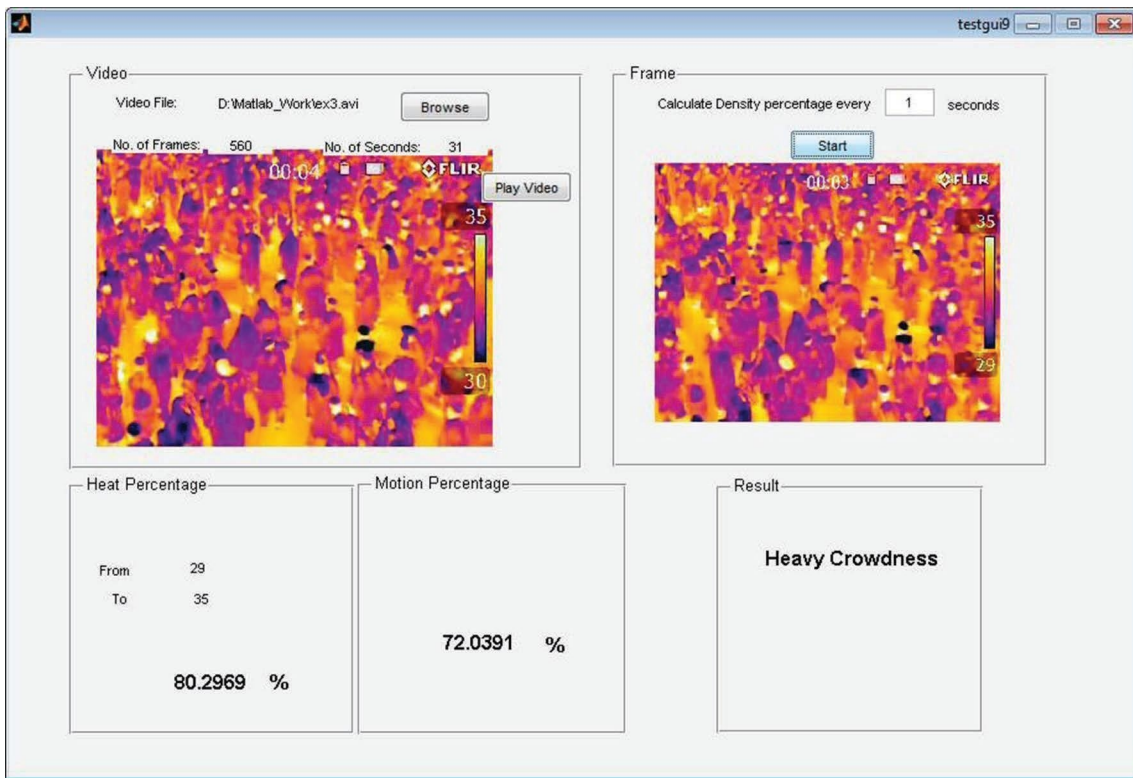 testgui9
Video
Video File: D:\Matlab_Work\ex3.avi Browse
No. of Frames: 560 No. of Seconds: 31
00:04 FLIR
Play Video
35
30
Frame
Calculate Density percentage every 1 seconds
Start
00:03 FLIR
35
29
Heat Percentage
From 29
To 35
80.2969 %
Motion Percentage
72.0391 %
Result
Heavy Crowdness